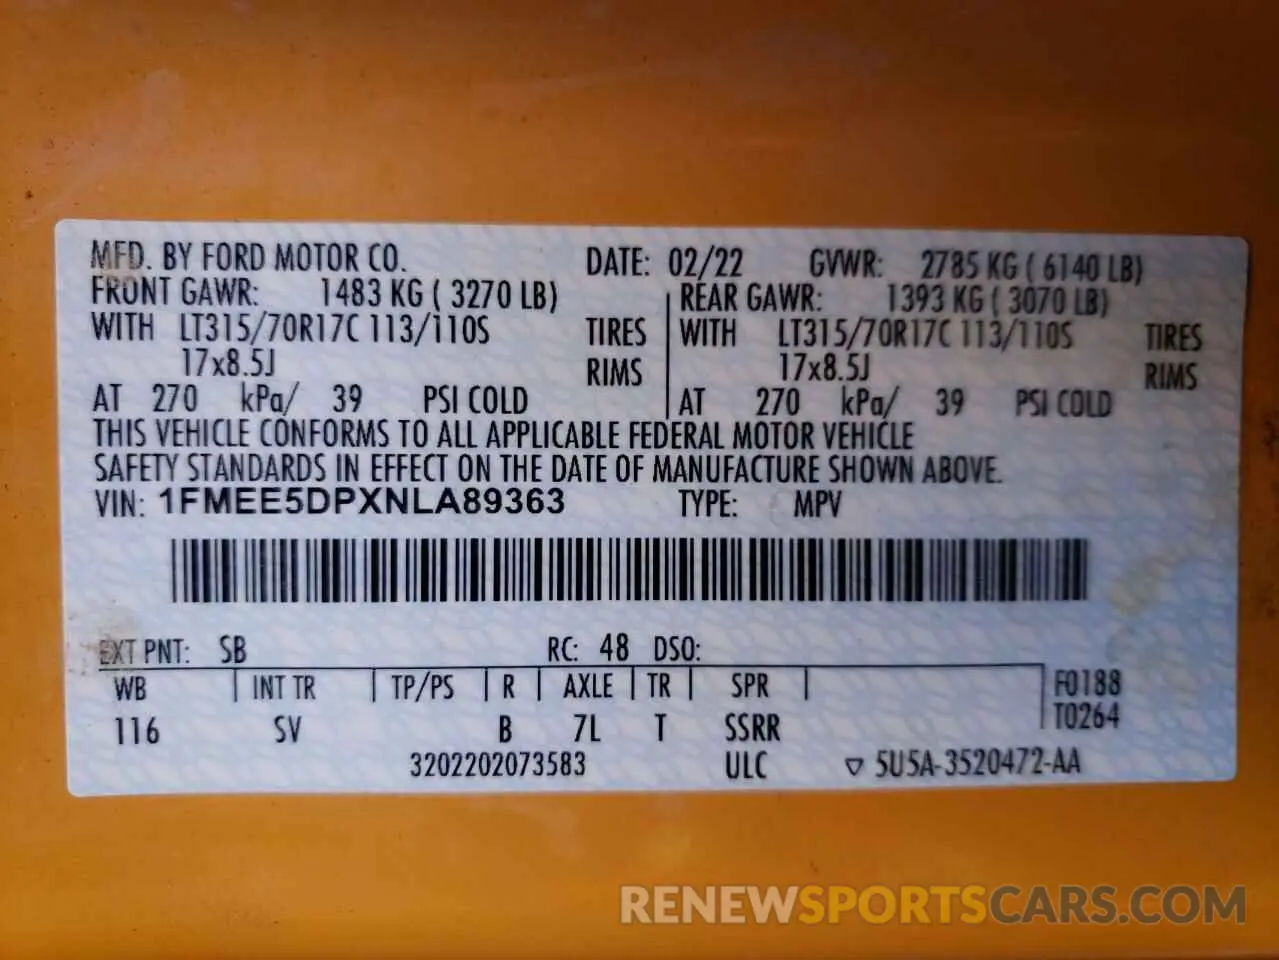 MFD. BY FORD MOTOR CO. DATE: 02/22 GVWR: 2785 KG ( 6140 LB)
FRONT GAWR: 1483 KG ( 3270 LB) REAR GAWR: 1393 KG ( 3070 LB)
WITH LT315/70R17C 113/110S TIRES WITH LT315/70R17C 113/110S TIRES
17x8.5J RIMS 17x8.5J RIMS
AT 270 kPa/ 39 PSI COLD AT 270 kPa/ 39 PSI COLD
THIS VEHICLE CONFORMS TO ALL APPLICABLE FEDERAL MOTOR VEHICLE
SAFETY STANDARDS IN EFFECT ON THE DATE OF MANUFACTURE SHOWN ABOVE.
VIN: 1FMEE5DPXNLA89363 TYPE: MPV
EXT PNT: SB RC: 48 DSO:
WB INT TR TP/PS R AXLE TR SPR F0188
116 SV B 7L T SSRR T0264
3202202073583 ULC ▽ 5U5A-3520472-AA
RENEWSPORTSCARS.COM